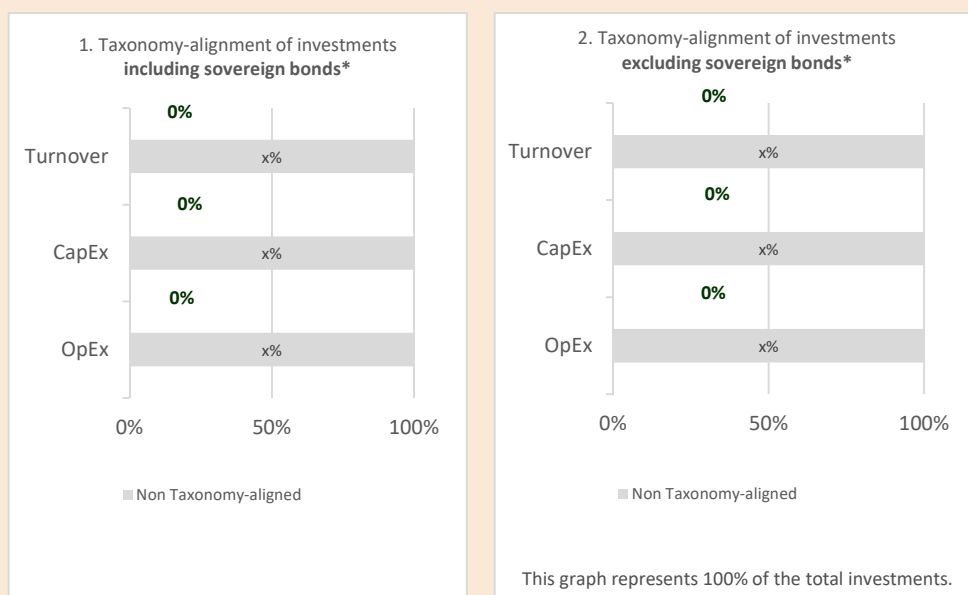 1. Taxonomy-alignment of investments
including sovereign bonds*
0%
Turnover
x%
0%
CapEx
x%
0%
OpEx
x%
0%
50%
100%
Non Taxonomy-aligned
2. Taxonomy-alignment of investments
excluding sovereign bonds*
0%
Turnover
x%
0%
CapEx
x%
0%
OpEx
x%
0%
50%
100%
Non Taxonomy-aligned
This graph represents 100% of the total investments.